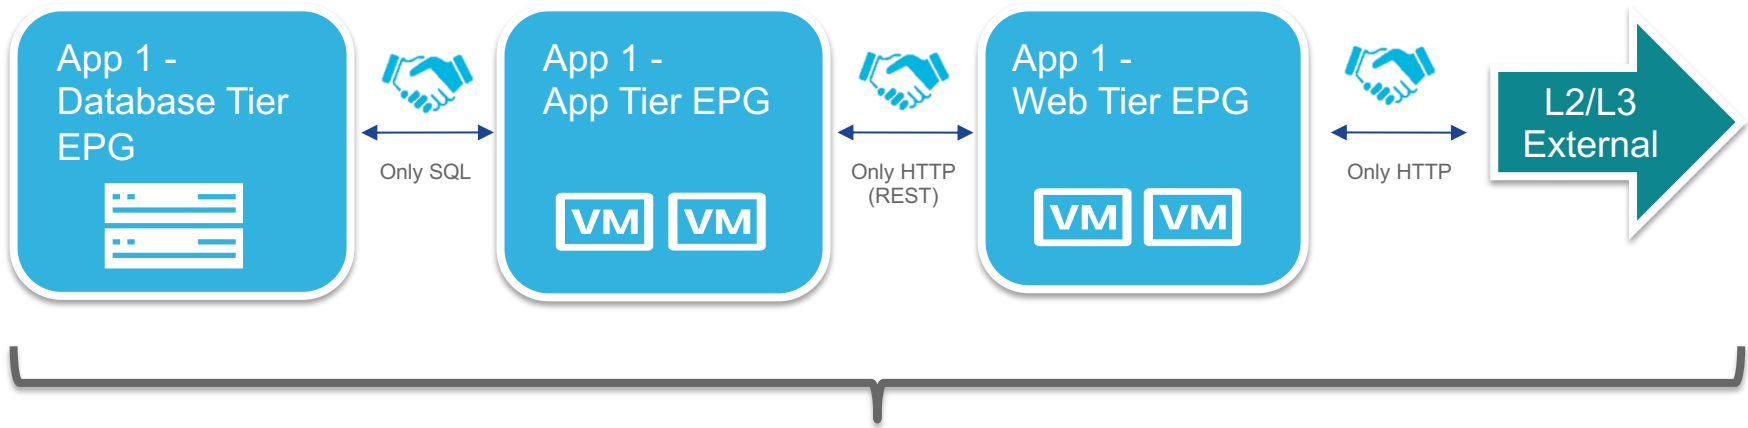 App 1 -
Database Tier
EPG
Only SQL
App 1 -
App Tier EPG
VM VM
Only HTTP
(REST)
App 1 -
Web Tier EPG
VM VM
Only HTTP
L2/L3
External